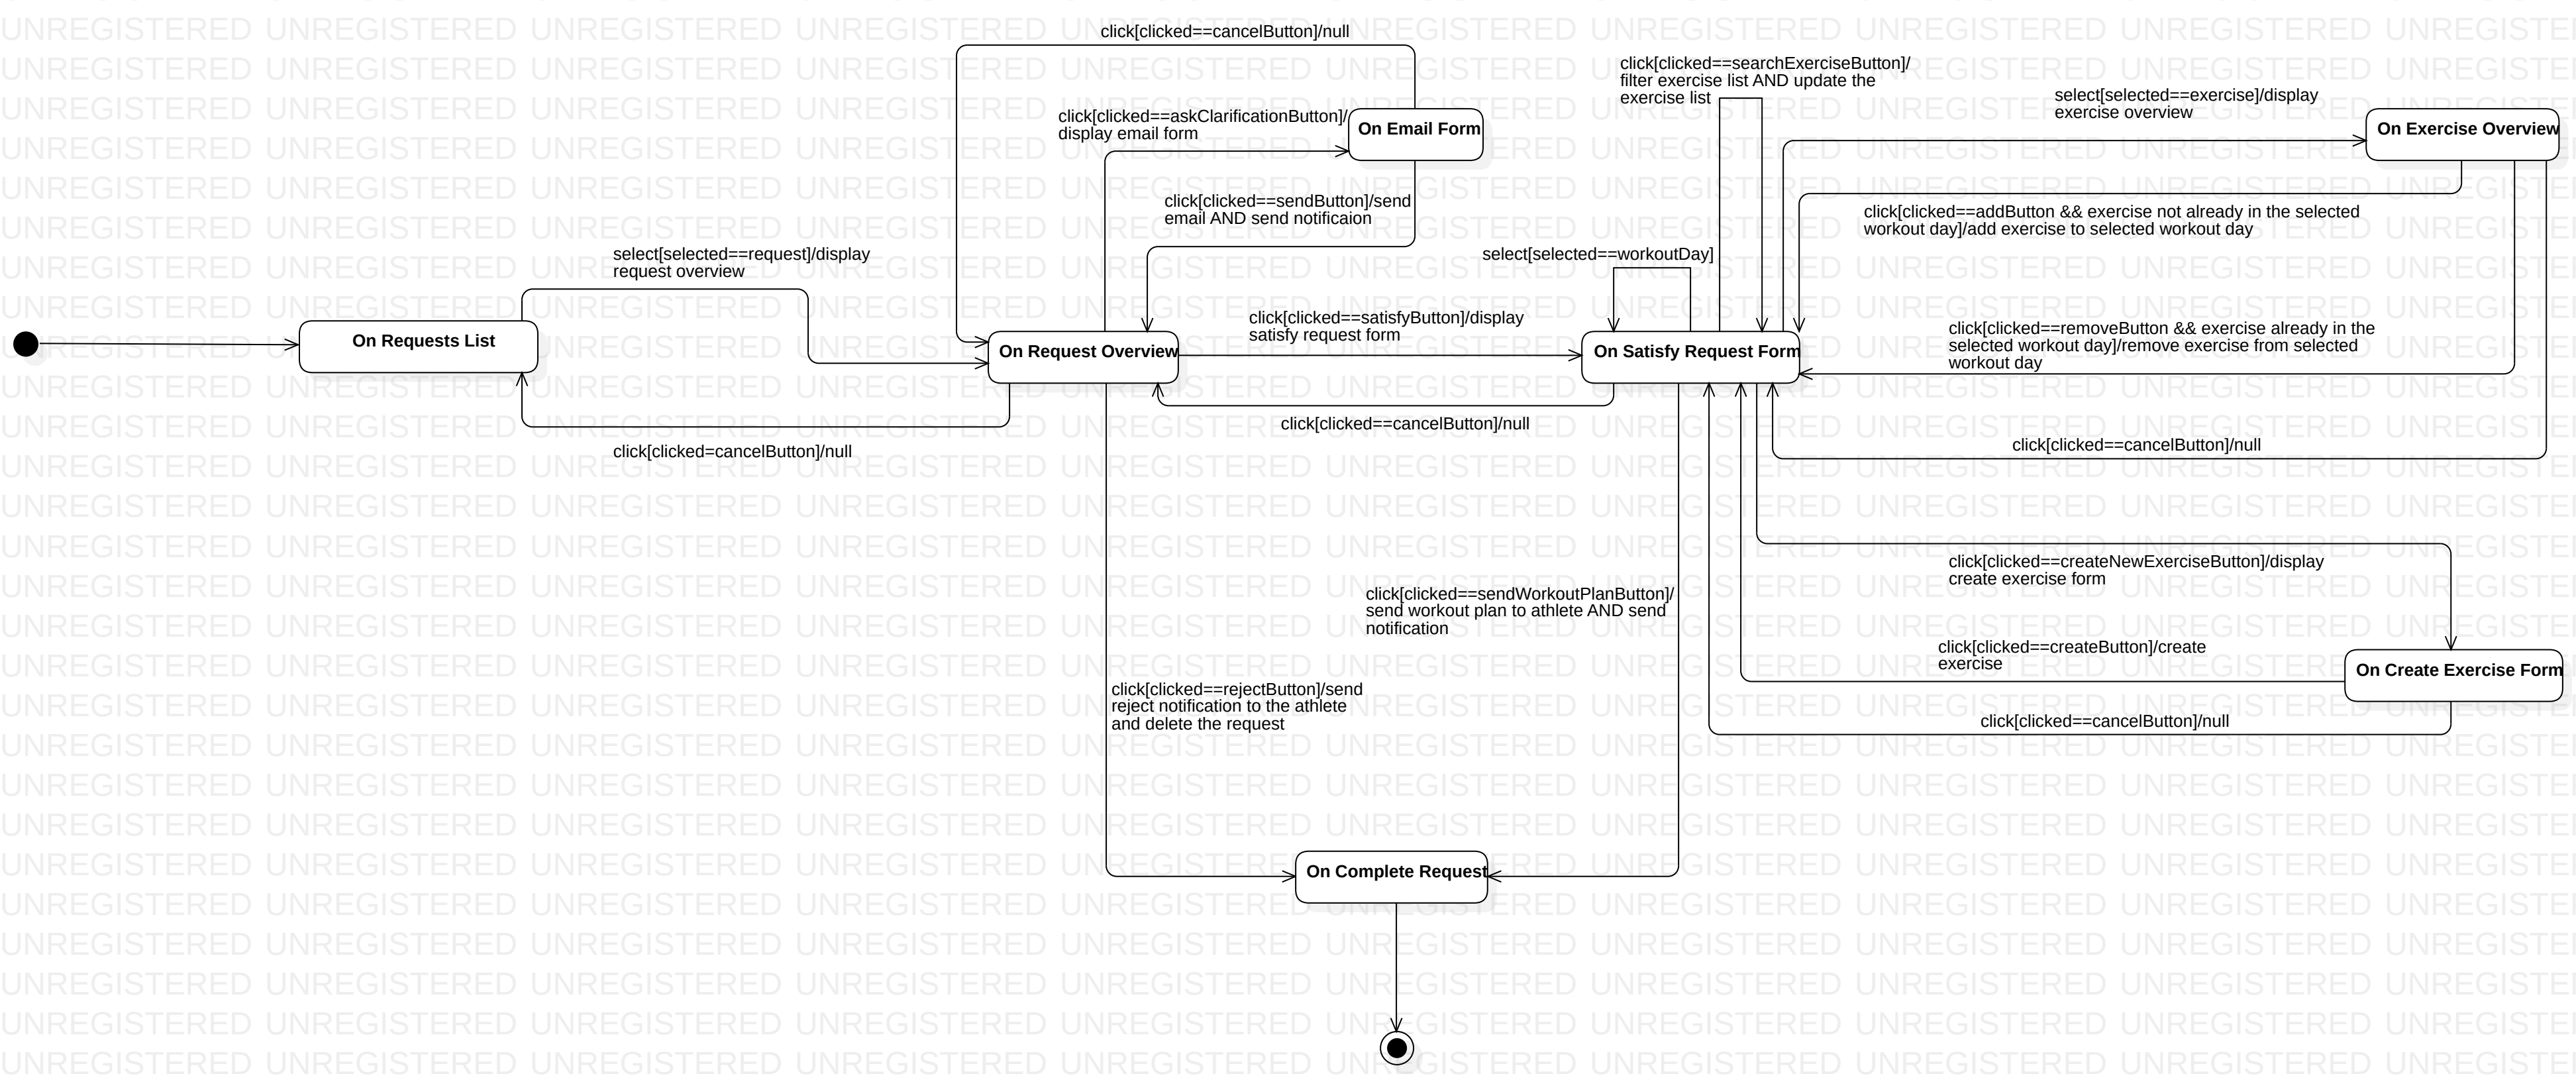 click[clicked==cancelButton]/null
click[clicked==searchExerciseButton]/
filter exercise list AND update the
exercise list
select[selected==exercise]/display
exercise overview
click[clicked==askClarificationButton]/
display email form
On Email Form
On Exercise Overview
click[clicked==sendButton]/send
email AND send notificaion
click[clicked==addButton && exercise not already in the selected
workout day]/add exercise to selected workout day
select[selected==request]/display
request overview
select[selected==workoutDay]
click[clicked==satisfyButton]/display
satisfy request form
click[clicked==removeButton && exercise already in the
selected workout day]/remove exercise from selected
workout day
On Requests List
On Request Overview
On Satisfy Request Form
click[clicked=cancelButton]/null
click[clicked==cancelButton]/null
click[clicked==cancelButton]/null
click[clicked==createNewExerciseButton]/display
create exercise form
click[clicked==sendWorkoutPlanButton]/
send workout plan to athlete AND send
notification
click[clicked==createButton]/create
exercise
On Create Exercise Form
click[clicked==rejectButton]/send
reject notification to the athlete
and delete the request
click[clicked==cancelButton]/null
On Complete Request